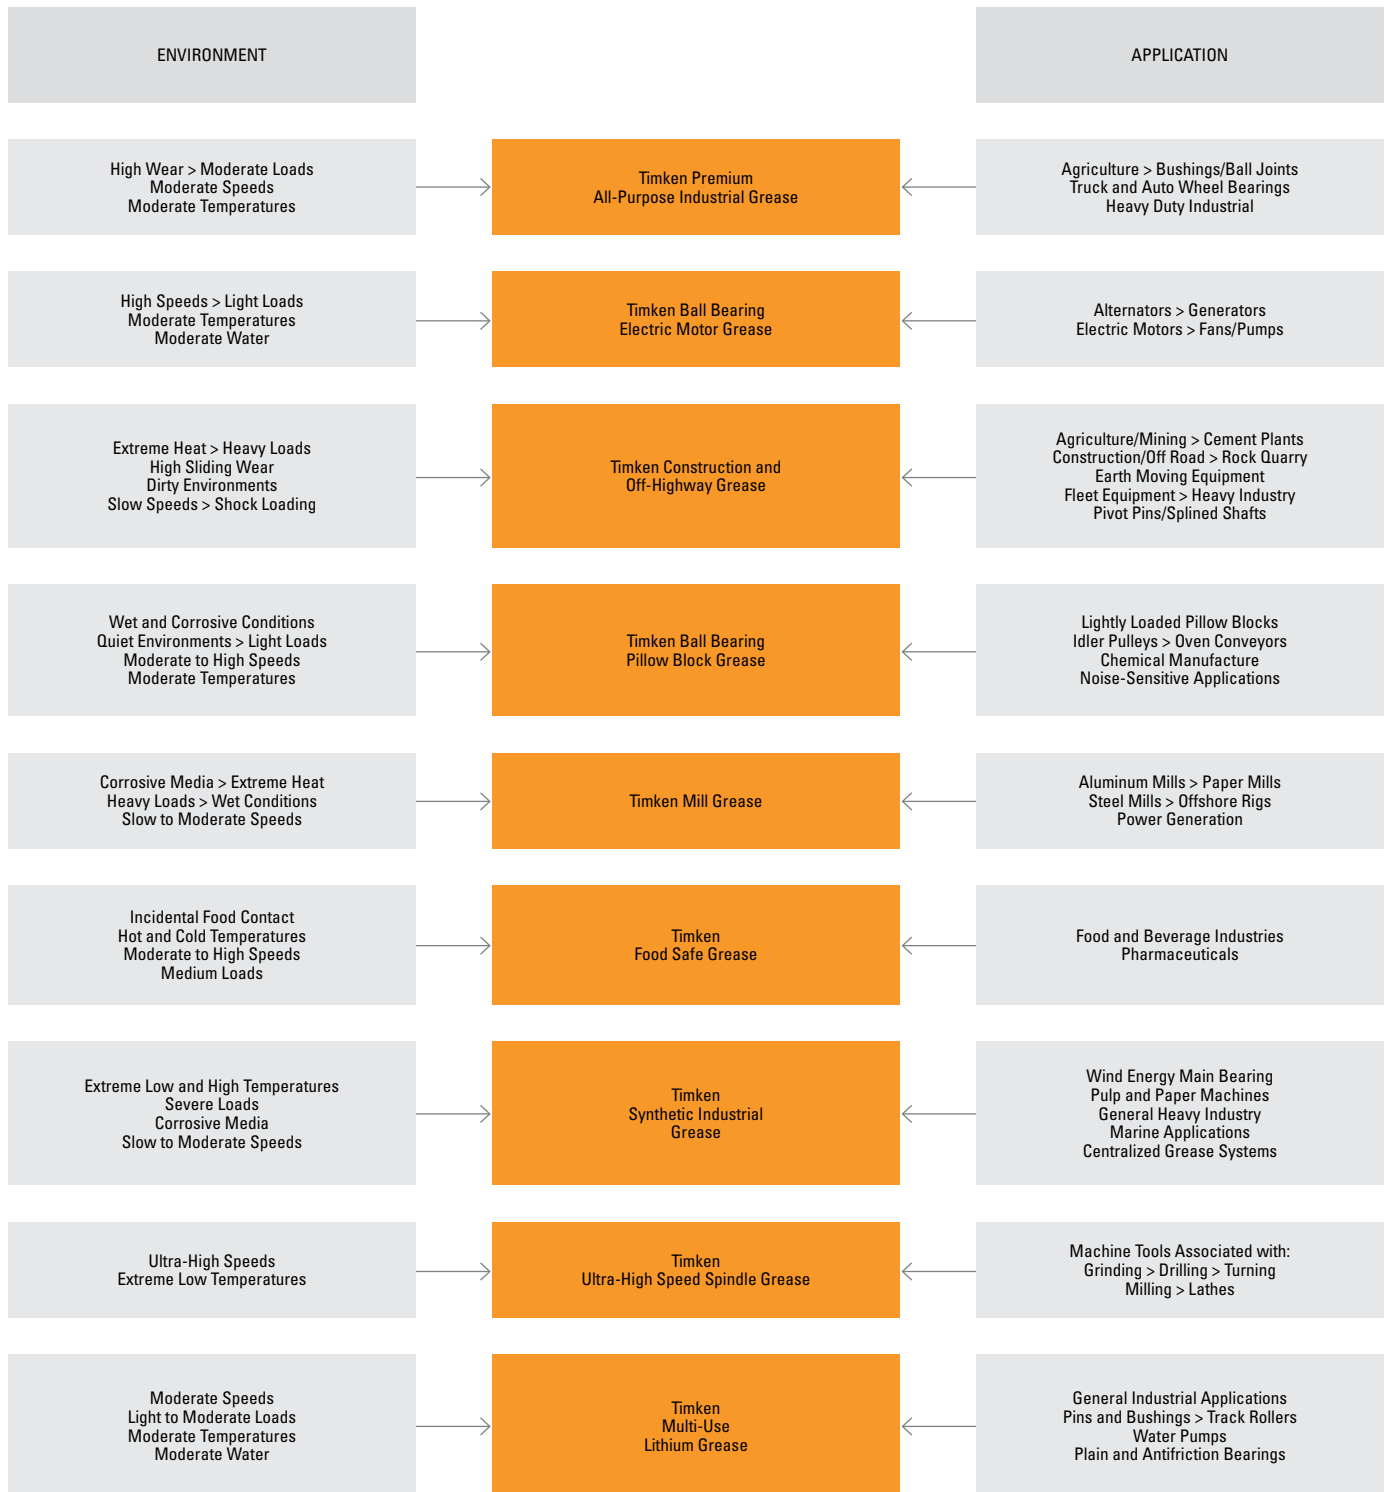 ENVIRONMENT
APPLICATION
High Wear > Moderate Loads
Moderate Speeds
Moderate Temperatures
Timken Premium
All-Purpose Industrial Grease
Agriculture > Bushings/Ball Joints
Truck and Auto Wheel Bearings
Heavy Duty Industrial
High Speeds > Light Loads
Moderate Temperatures
Moderate Water
Timken Ball Bearing
Electric Motor Grease
Alternators > Generators
Electric Motors > Fans/Pumps
Extreme Heat > Heavy Loads
High Sliding Wear
Dirty Environments
Slow Speeds > Shock Loading
Timken Construction and
Off-Highway Grease
Agriculture/Mining > Cement Plants
Construction/Off Road > Rock Quarry
Earth Moving Equipment
Fleet Equipment > Heavy Industry
Pivot Pins/Splined Shafts
Wet and Corrosive Conditions
Quiet Environments > Light Loads
Moderate to High Speeds
Moderate Temperatures
Timken Ball Bearing
Pillow Block Grease
Lightly Loaded Pillow Blocks
Idler Pulleys > Oven Conveyors
Chemical Manufacture
Noise-Sensitive Applications
Corrosive Media > Extreme Heat
Heavy Loads > Wet Conditions
Slow to Moderate Speeds
Timken Mill Grease
Aluminum Mills > Paper Mills
Steel Mills > Offshore Rigs
Power Generation
Incidental Food Contact
Hot and Cold Temperatures
Moderate to High Speeds
Medium Loads
Timken
Food Safe Grease
Food and Beverage Industries
Pharmaceuticals
Extreme Low and High Temperatures
Severe Loads
Corrosive Media
Slow to Moderate Speeds
Timken
Synthetic Industrial
Grease
Wind Energy Main Bearing
Pulp and Paper Machines
General Heavy Industry
Marine Applications
Centralized Grease Systems
Ultra-High Speeds
Extreme Low Temperatures
Timken
Ultra-High Speed Spindle Grease
Machine Tools Associated with:
Grinding > Drilling > Turning
Milling > Lathes
Moderate Speeds
Light to Moderate Loads
Moderate Temperatures
Moderate Water
Timken
Multi-Use
Lithium Grease
General Industrial Applications
Pins and Bushings > Track Rollers
Water Pumps
Plain and Antifriction Bearings